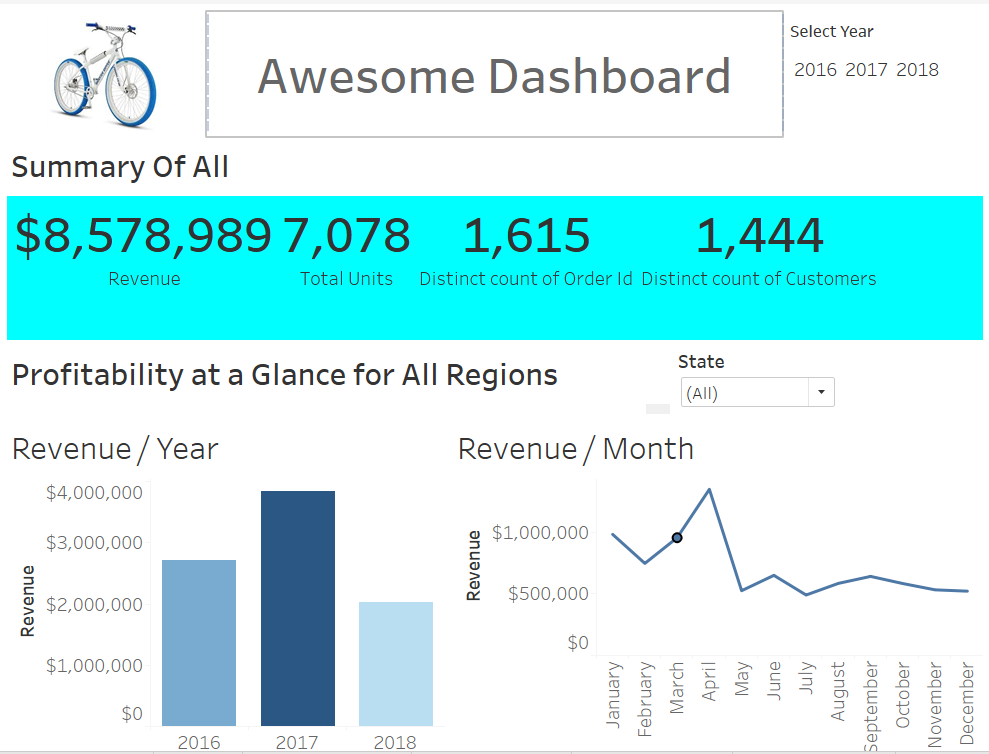 Awesome Dashboard
Select Year
2016 2017 2018
Summary Of All
$8,578,989 7,078 1,615 1,444
Revenue Total Units Distinct count of Order Id Distinct count of Customers
Profitability at a Glance for All Regions
State
(All)
Revenue / Year
Revenue
$4,000,000
$3,000,000
$2,000,000
$1,000,000
$0
2016 2017 2018
Revenue / Month
Revenue
$1,000,000
$500,000
$0
January
February
March
April
May
June
July
August
September
October
November
December